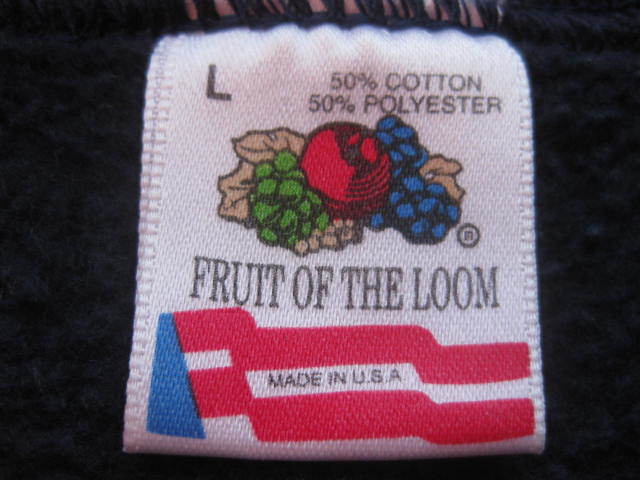 L
50% COTTON
50% POLYESTER
®
FRUIT OF THE LOOM
MADE IN U.S.A